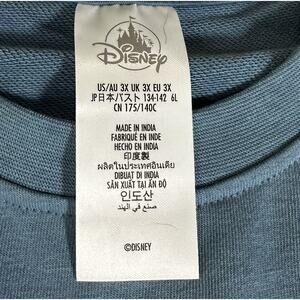 Disney
US/AU 3X UK 3X EU 3X
JP日本バスト 134-142 6L
CN 175/140C
MADE IN INDIA
FABRIQUÉ EN INDE
HECHO EN INDIA
印度製
ผลิตในประเทศอินเดีย
DIBUAT DI INDIA
SẢN XUẤT TẠI ẤN ĐỘ
인도산
صنع في الهند
©DISNEY